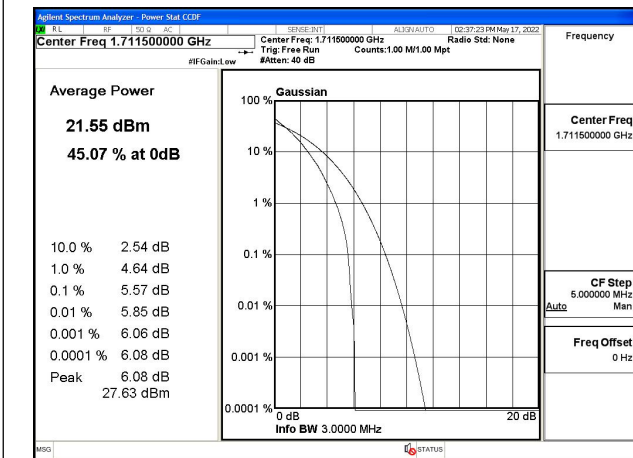 Agilent Spectrum Analyzer - Power Stat CCDF
RL RF 50 Ω AC SENSE:INT ALIGN AUTO 02:37:23 PM May 17, 2022
Center Freq 1.711500000 GHz
Center Freq: 1.711500000 GHz Radio Std: None
Trig: Free Run Counts:1.00 M/1.00 Mpt
#IFGain:Low #Atten: 40 dB
Frequency
Average Power
21.55 dBm
45.07 % at 0dB
10.0 % 2.54 dB
1.0 % 4.64 dB
0.1 % 5.57 dB
0.01 % 5.85 dB
0.001 % 6.06 dB
0.0001 % 6.08 dB
Peak 6.08 dB
27.63 dBm
Gaussian
100 %
10 %
1 %
0.1 %
0.01 %
0.001 %
0.0001 %
0 dB 20 dB
Info BW 3.0000 MHz
Center Freq
1.711500000 GHz
CF Step
5.000000 MHz
Auto Man
Freq Offset
0 Hz
MSG STATUS